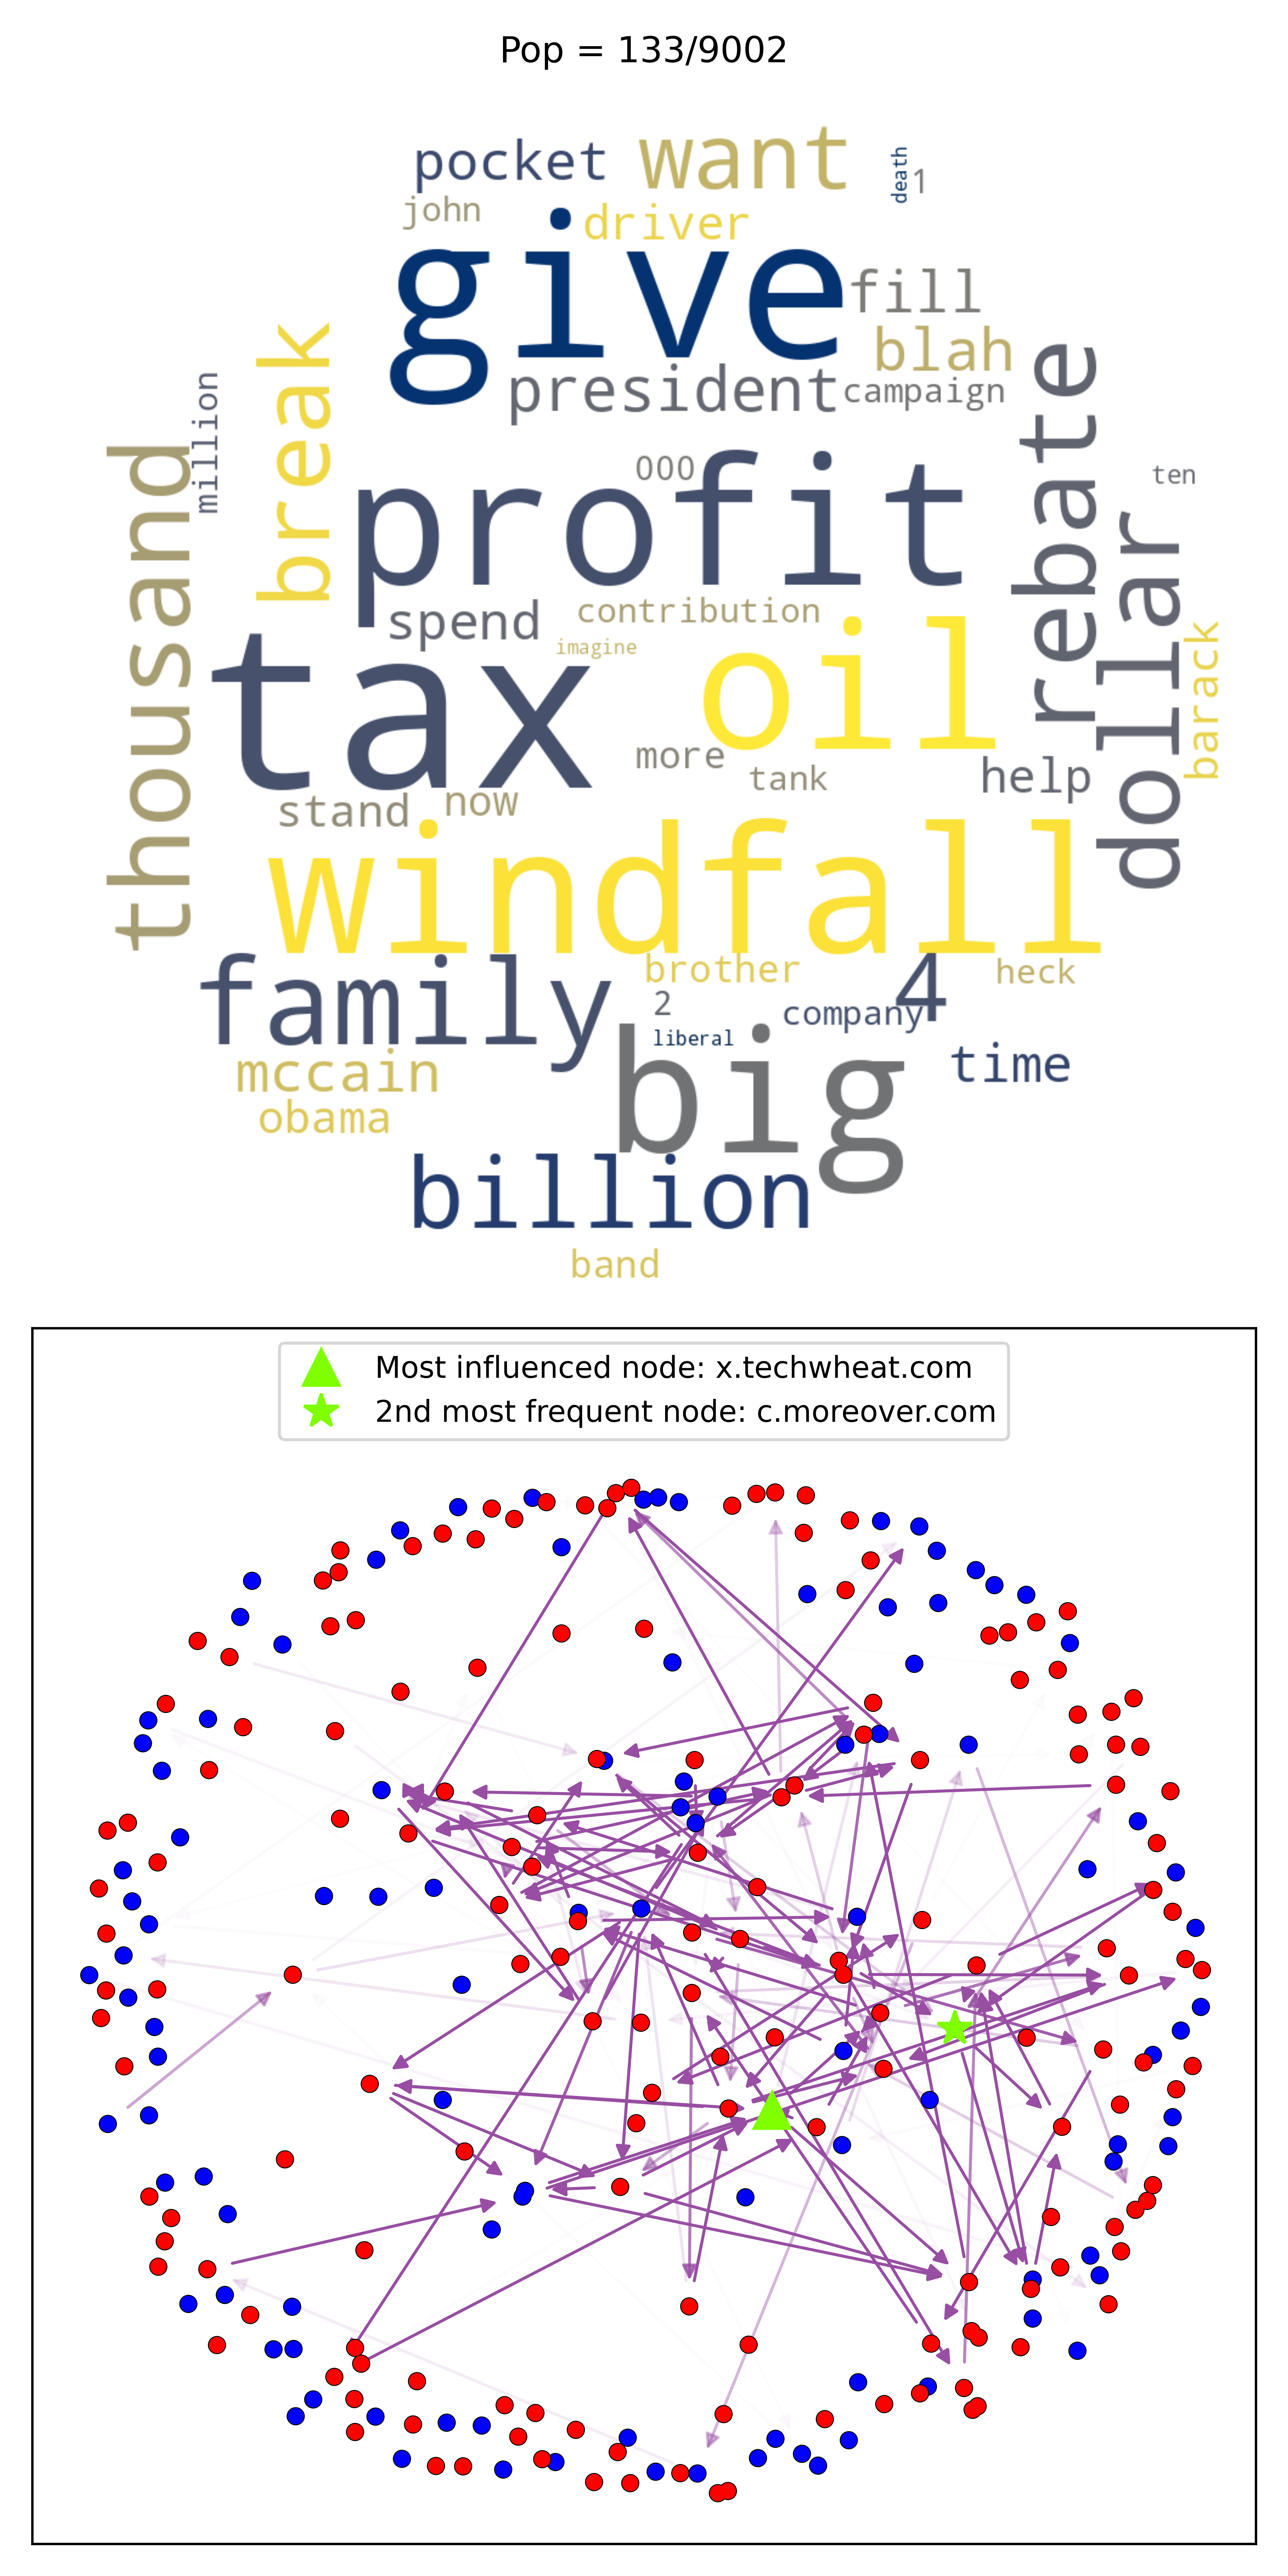 Pop = 133/9002
pocket want death 1
john driver
give fill
blah
president campaign
break rebate
million
thousand 000 ten
profit dollar
spend contribution
imagine barack
tax oil
more tank help
stand now
windfall
family brother 4 heck
2 company
liberal time
mccain big
obama
billion
band
Most influenced node: x.techwheat.com
2nd most frequent node: c.moreover.com